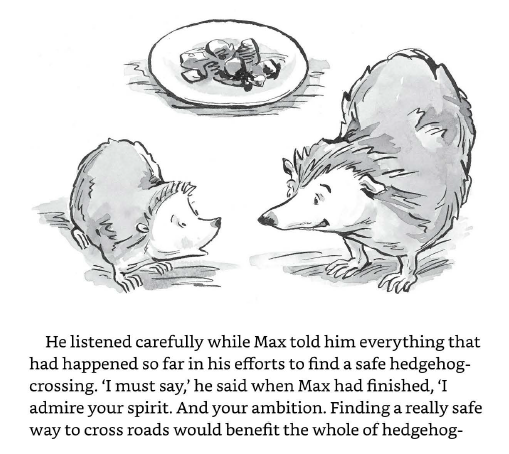 He listened carefully while Max told him everything that
had happened so far in his efforts to find a safe hedgehog-
crossing. ‘I must say,’ he said when Max had finished, ‘I
admire your spirit. And your ambition. Finding a really safe
way to cross roads would benefit the whole of hedgehog-